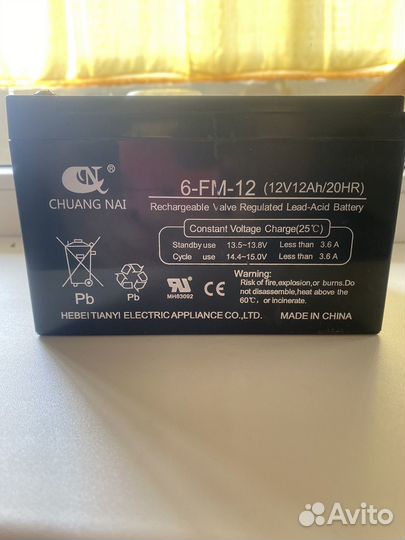 CN ®
CHUANG NAI
6-FM-12 (12V12Ah/20HR)
Rechargeable Valve Regulated Lead-Acid Battery
Constant Voltage Charge(25℃)
Standby use 13.5~13.8V Less than 3.6 A
Cycle use 14.4~15.0V Less than 3.6 A
Warning:
Risk of fire,explosion,or burns.Do
not disassemble,heat above the
60℃. or incinerate.
Pb
Pb
MH63092
HEBEI TIANYI ELECTRIC APPLIANCE CO.,LTD.
MADE IN CHINA
Avito